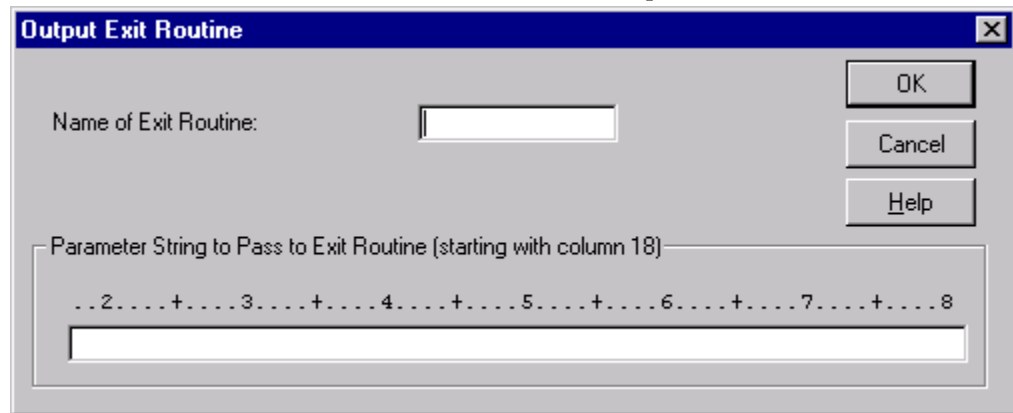 Output Exit Routine
Name of Exit Routine:
OK
Cancel
Help
Parameter String to Pass to Exit Routine (starting with column 18)
..2....+....3....+....4....+....5....+....6....+....7....+....8